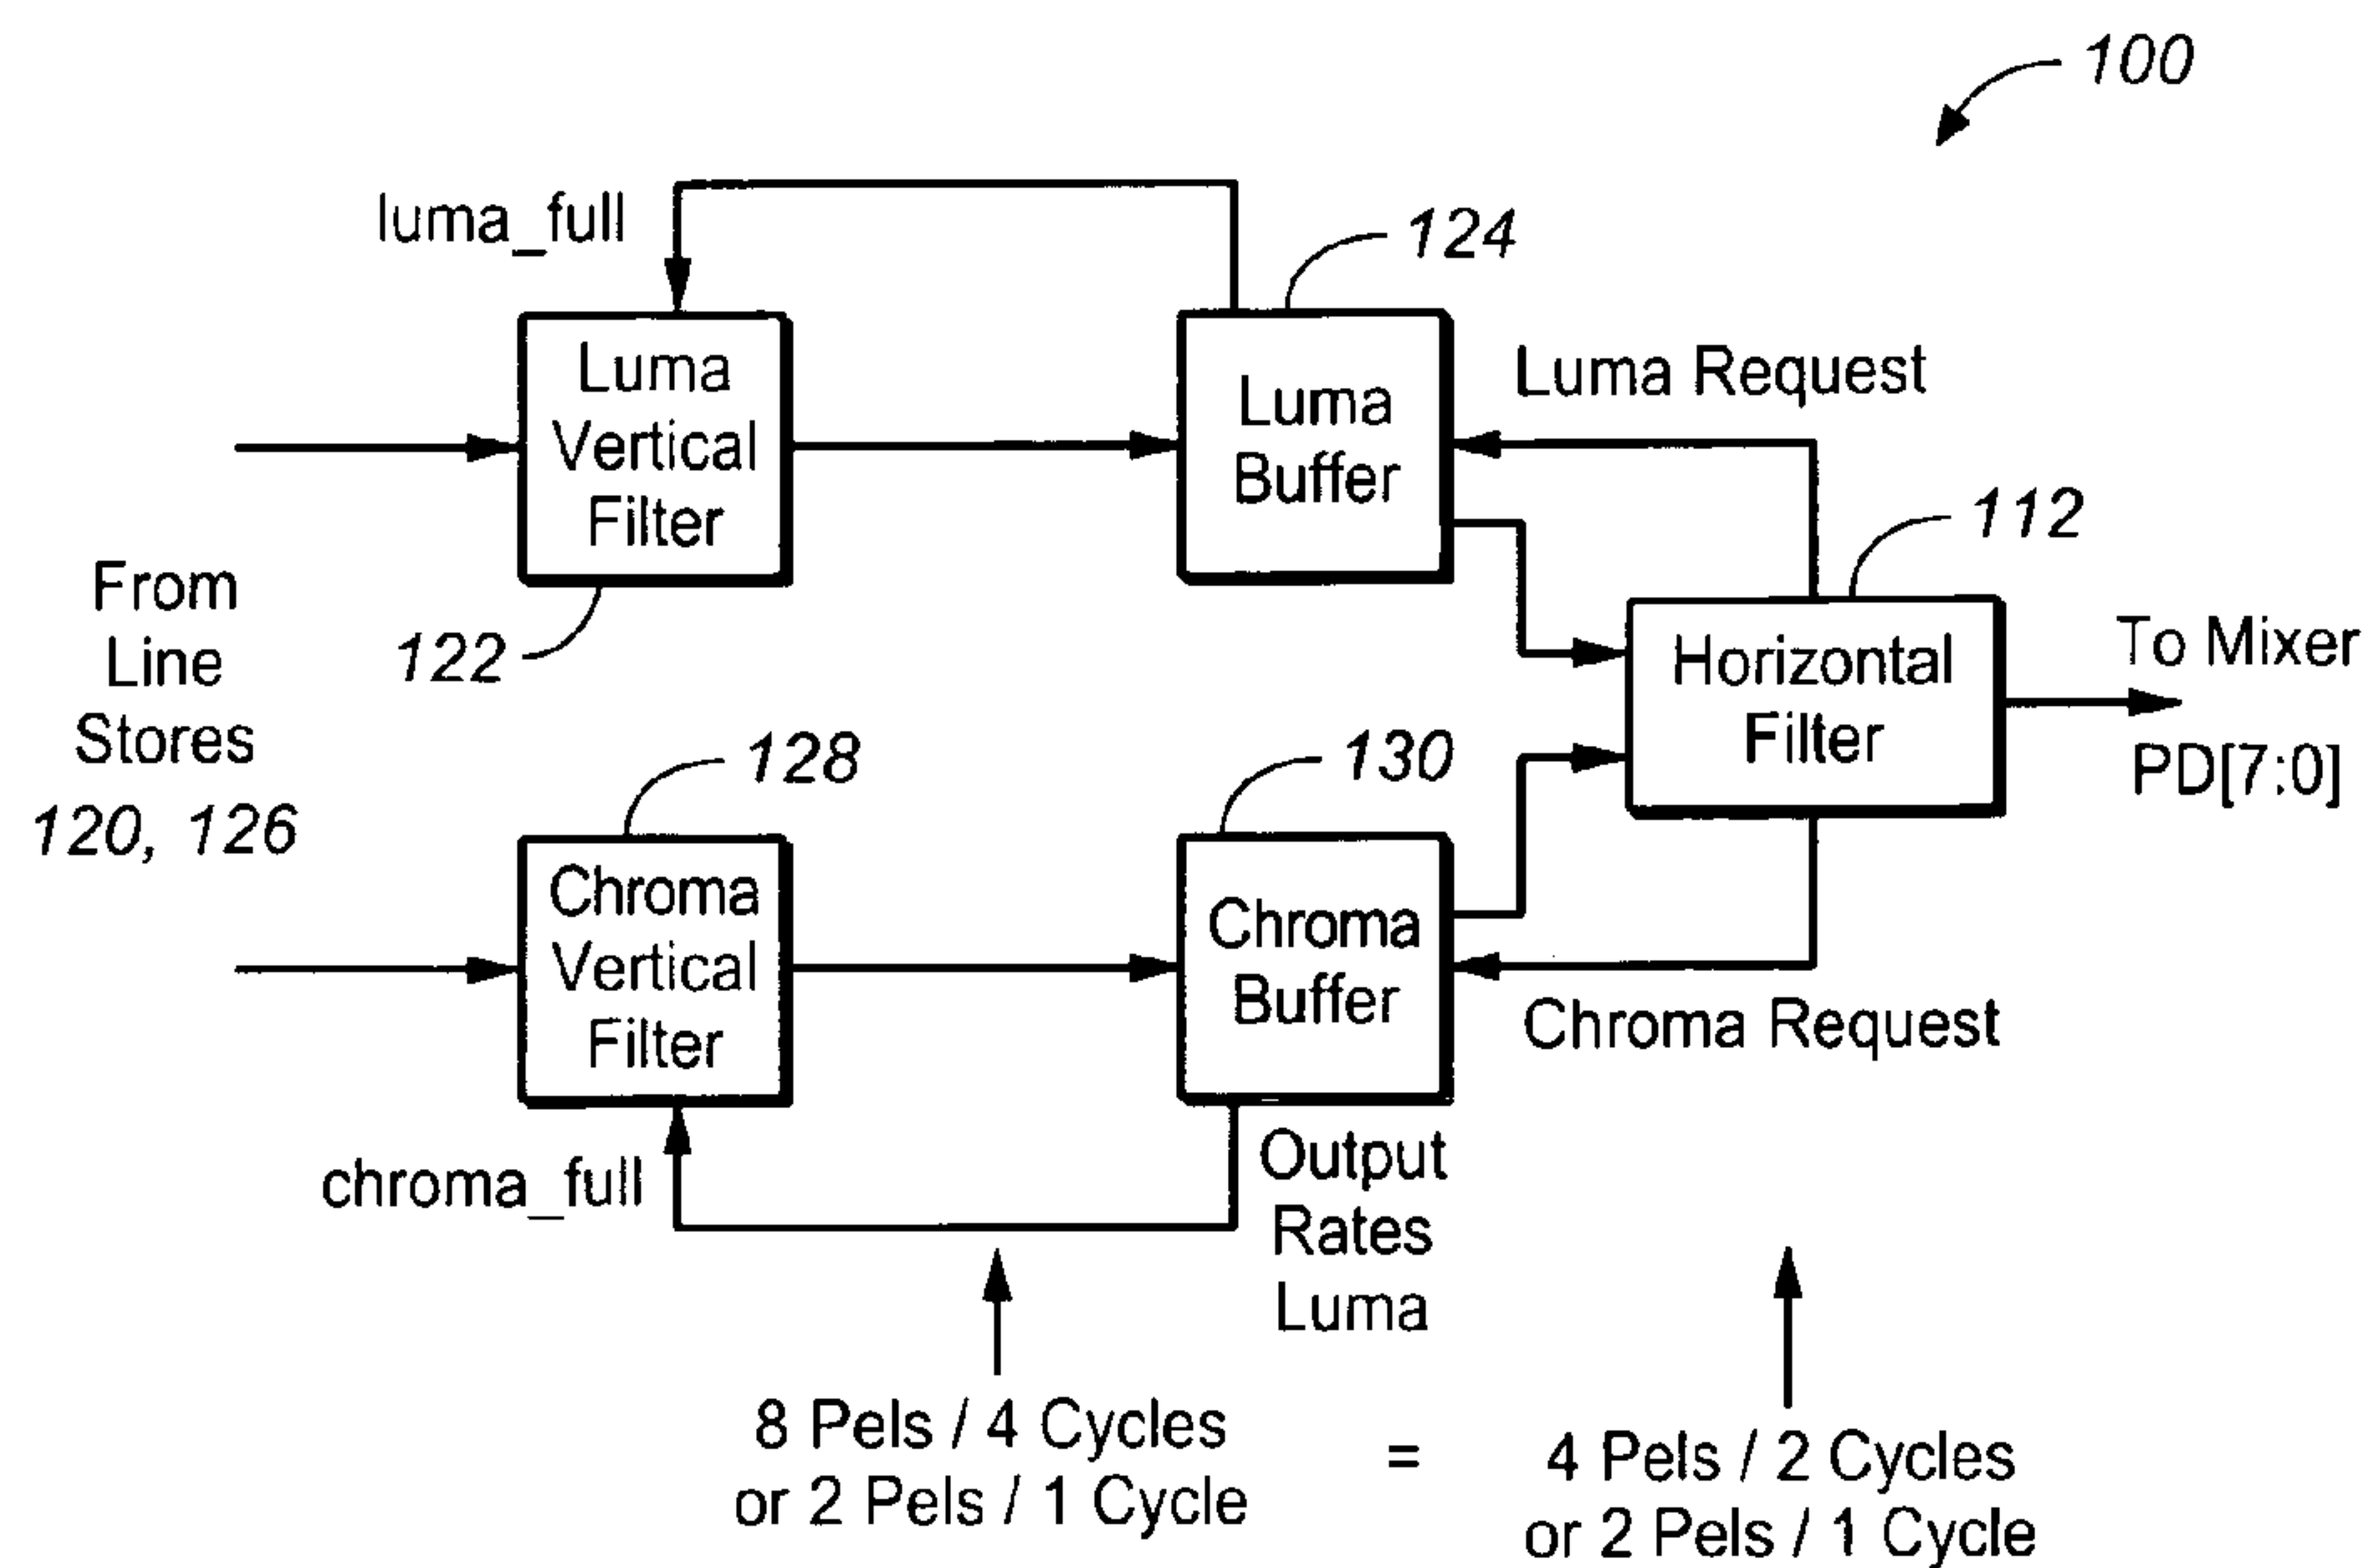 100
luma_full
124
Luma
Vertical
Filter
Luma
Buffer
Luma Request
122
112
From
Line
Stores
120, 126
Horizontal
Filter
To Mixer
PD[7:0]
128
130
Chroma
Vertical
Filter
Chroma
Buffer
Chroma Request
chroma_full
Output
Rates
Luma
8 Pels / 4 Cycles
or 2 Pels / 1 Cycle
=
4 Pels / 2 Cycles
or 2 Pels / 1 Cycle